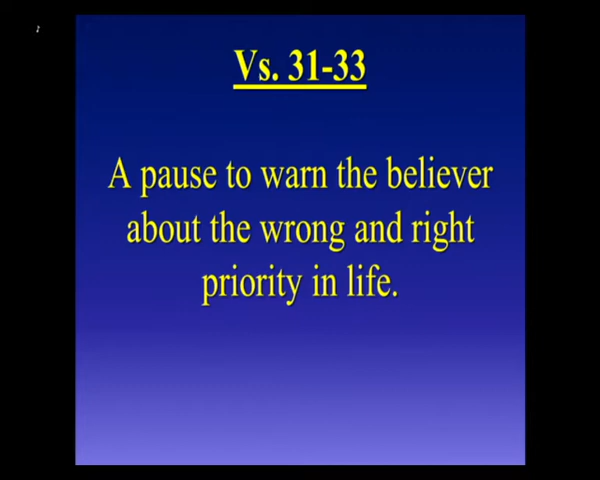 Vs. 31-33
A pause to warn the believer
about the wrong and right
priority in life.